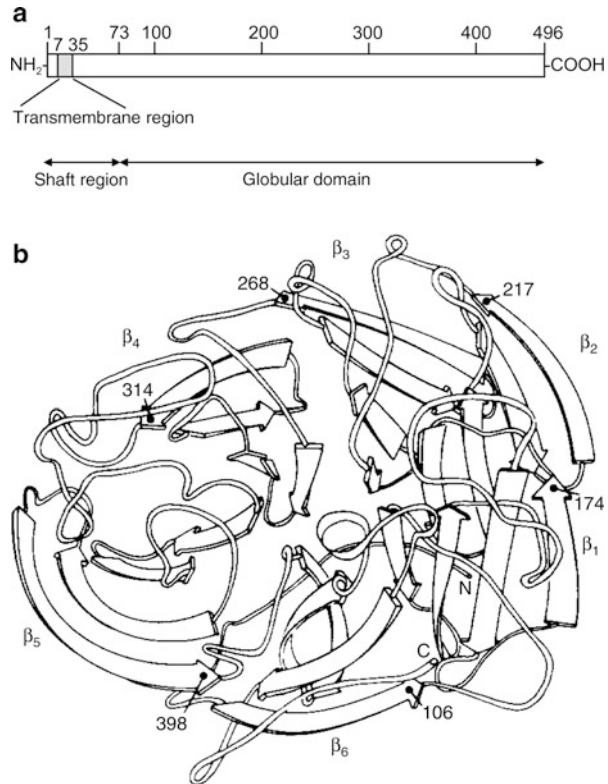 a
1 7 35 73 100 200 300 400 496
NH2 COOH
Transmembrane region
Shaft region Globular domain
b
β3
268 217
β4 β2
314
174
β1
N
β5
C
398 106
β6